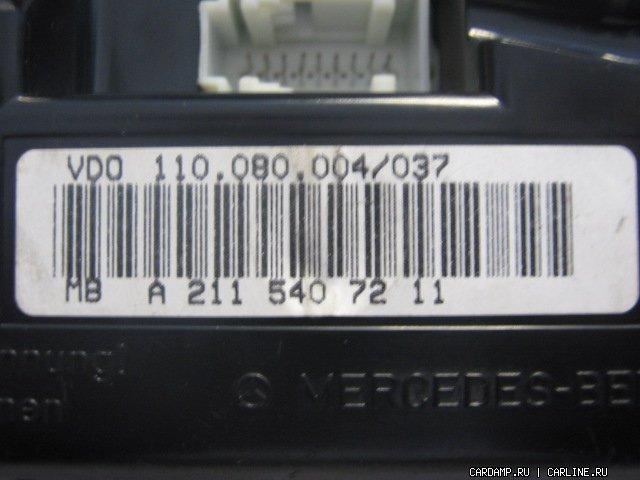 VDO 110.080.004/037
MB A 211 540 72 11
MERCEDES-BE
CARDAMP.RU | CARLINE.RU